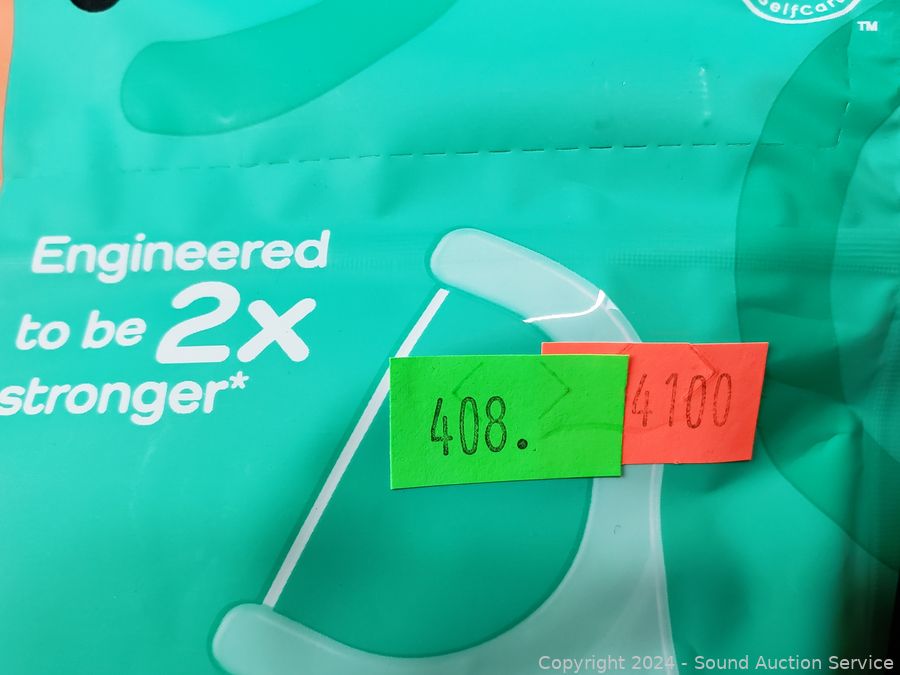 selfcare
TM
Engineered
to be 2x
stronger*
408.
4100
Copyright 2024 - Sound Auction Service